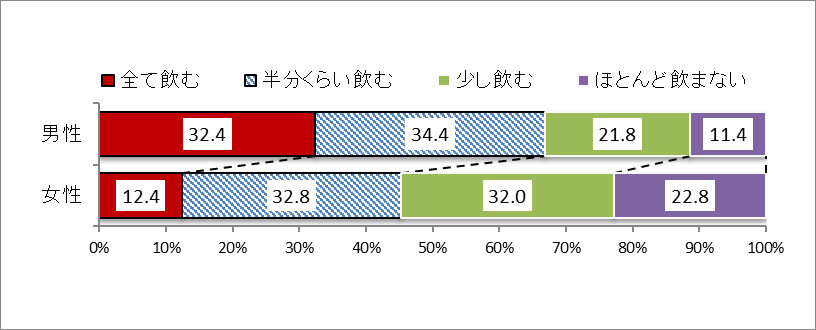 全て飲む 半分くらい飲む 少し飲む ほとんど飲まない
男性 32.4 34.4 21.8 11.4
女性 12.4 32.8 32.0 22.8
0% 10% 20% 30% 40% 50% 60% 70% 80% 90% 100%